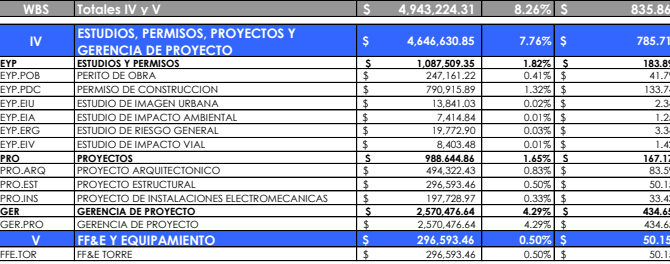 WBS Totales IV y V $ 4,943,224.31 8.26% $ 835.86
IV ESTUDIOS, PERMISOS, PROYECTOS Y GERENCIA DE PROYECTO $ 4,646,630.85 7.76% $ 785.71
EYP ESTUDIOS Y PERMISOS $ 1,087,509.35 1.82% $ 183.89
EYP.POB PERITO DE OBRA $ 247,161.22 0.41% $ 41.7
EYP.PDC PERMISO DE CONSTRUCCION $ 790,915.89 1.32% $ 133.7
EYP.EIU ESTUDIO DE IMAGEN URBANA $ 13,841.03 0.02% $ 2.3
EYP.EIA ESTUDIO DE IMPACTO AMBIENTAL $ 7,414.84 0.01% $ 1.2
EYP.ERG ESTUDIO DE RIESGO GENERAL $ 19,772.90 0.03% $ 3.3
EYP.EIV ESTUDIO DE IMPACTO VIAL $ 8,403.48 0.01% $ 1.4
PRO PROYECTOS $ 988,644.86 1.65% $ 167.1
PRO.ARQ PROYECTO ARQUITECTONICO $ 494,322.43 0.83% $ 83.5
PRO.EST PROYECTO ESTRUCTURAL $ 296,593.46 0.50% $ 50.1
PRO.INS PROYECTO DE INSTALACIONES ELECTROMECANICAS $ 197,728.97 0.33% $ 33.4
GER GERENCIA DE PROYECTO $ 2,570,476.64 4.29% $ 434.65
GER.PRO GERENCIA DE PROYECTO $ 2,570,476.64 4.29% $ 434.6
V FF&E Y EQUIPAMIENTO $ 296,593.46 0.50% $ 50.15
FFE.TOR FF&E TORRE $ 296,593.46 0.50% $ 50.1